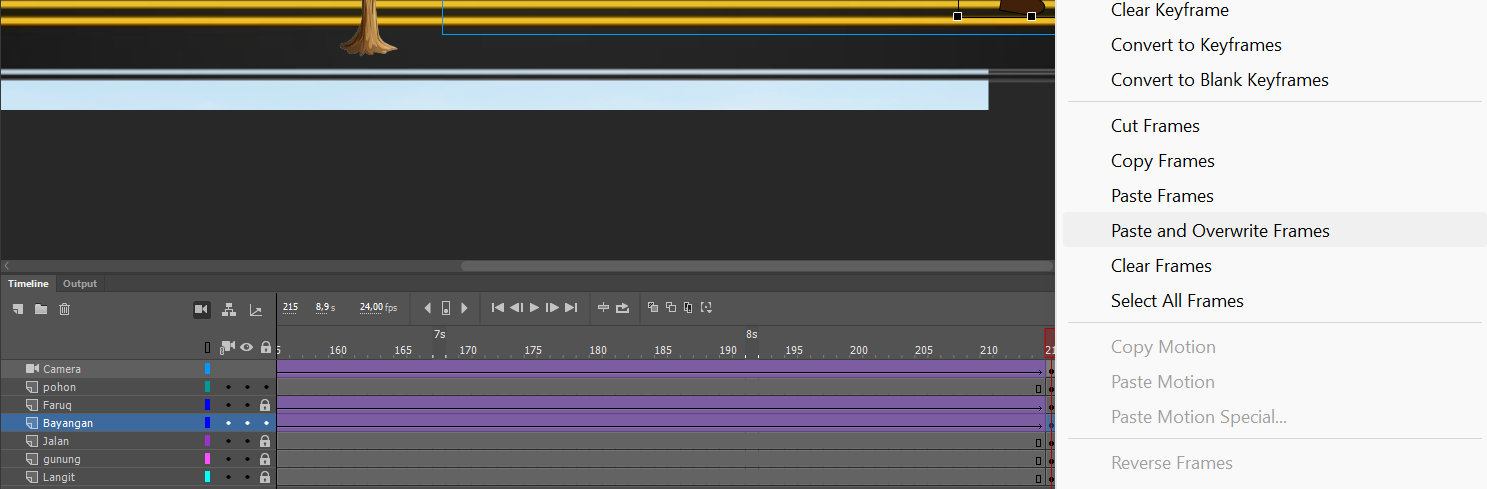 Clear Keyframe
Convert to Keyframes
Convert to Blank Keyframes
Cut Frames
Copy Frames
Paste Frames
Paste and Overwrite Frames
Clear Frames
Select All Frames
Copy Motion
Paste Motion
Paste Motion Special...
Reverse Frames
Timeline Output
215 8,9 s 24,00 fps
7s 8s
5 160 165 170 175 180 185 190 195 200 205 210 21
Camera
pohon
Faruq
Bayangan
Jalan
gunung
Langit